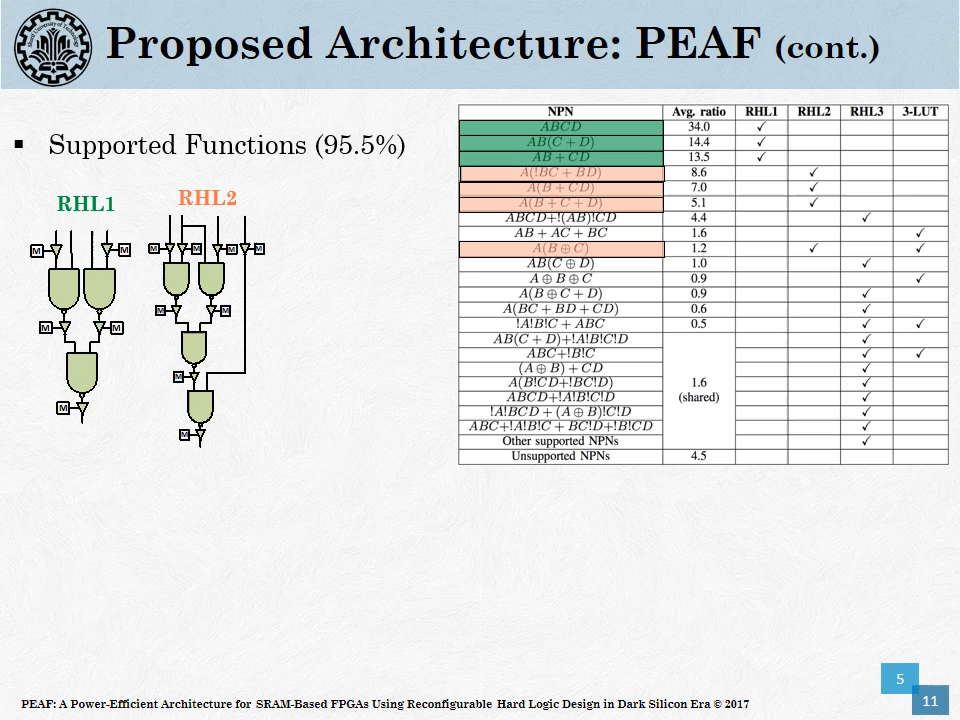 Proposed Architecture: PEAF (cont.)
Sharif University of Technology
▪ Supported Functions (95.5%)
RHL1
RHL2
M
M
M
M
M
M
M
M
M
M
M
M
M
NPN Avg. ratio RHL1 RHL2 RHL3 3-LUT
ABCD 34.0 ✓
AB(C + D) 14.4 ✓
AB + CD 13.5 ✓
A(!BC + BD) 8.6 ✓
A(B + CD) 7.0 ✓
A(B + C + D) 5.1 ✓
ABCD+!(AB)!CD 4.4 ✓
AB + AC + BC 1.6 ✓
A(B ⊕ C) 1.2 ✓ ✓
AB(C ⊕ D) 1.0 ✓
A ⊕ B ⊕ C 0.9 ✓
A(B ⊕ C + D) 0.9 ✓
A(BC + BD + CD) 0.6 ✓
!A!B!C + ABC 0.5 ✓ ✓
AB(C + D)+!A!B!C!D ✓
ABC+!B!C ✓ ✓
(A ⊕ B) + CD ✓
A(B!CD+!BC!D) 1.6 ✓
ABCD+!A!B!C!D (shared) ✓
!A!BCD + (A ⊕ B)!C!D ✓
ABC+!A!B!C + BC!D+!B!CD ✓
Other supported NPNs ✓
Unsupported NPNs 4.5
5
PEAF: A Power-Efficient Architecture for SRAM-Based FPGAs Using Reconfigurable Hard Logic Design in Dark Silicon Era © 2017
11